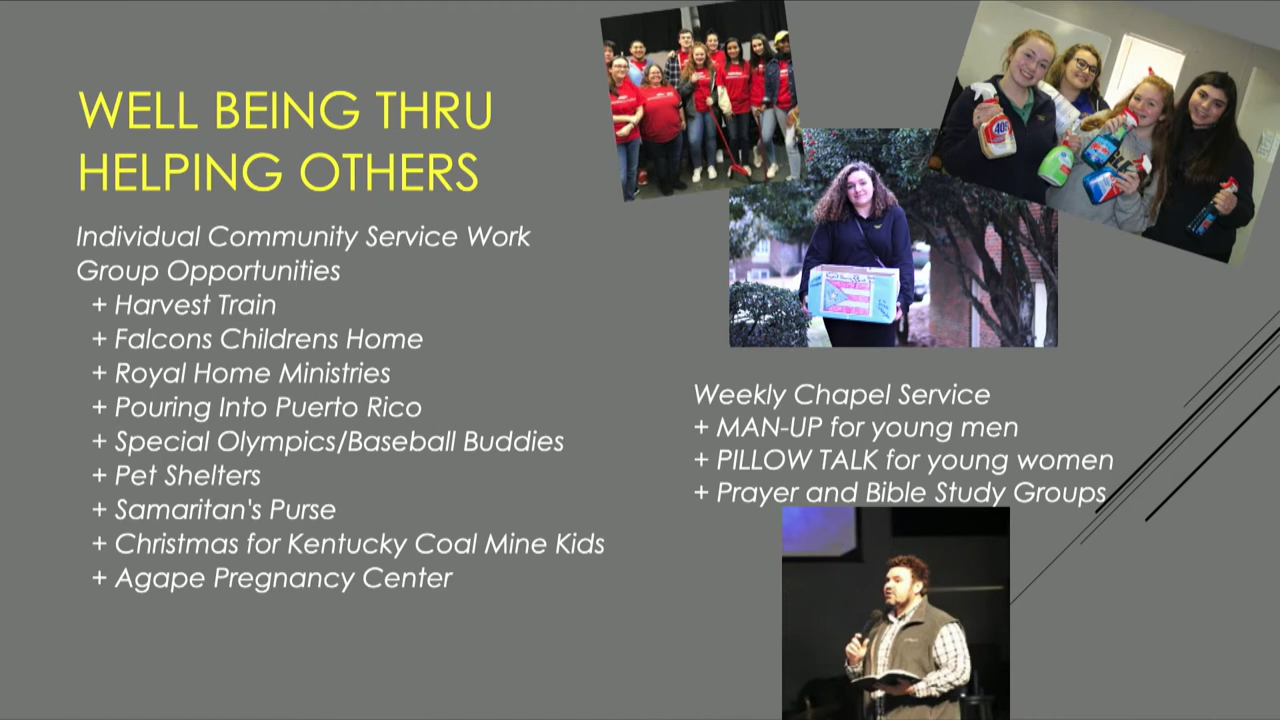 WELL BEING THRU
HELPING OTHERS
Individual Community Service Work
Group Opportunities
+ Harvest Train
+ Falcons Childrens Home
+ Royal Home Ministries
+ Pouring Into Puerto Rico
+ Special Olympics/Baseball Buddies
+ Pet Shelters
+ Samaritan's Purse
+ Christmas for Kentucky Coal Mine Kids
+ Agape Pregnancy Center
409
Weekly Chapel Service
+ MAN-UP for young men
+ PILLOW TALK for young women
+ Prayer and Bible Study Groups